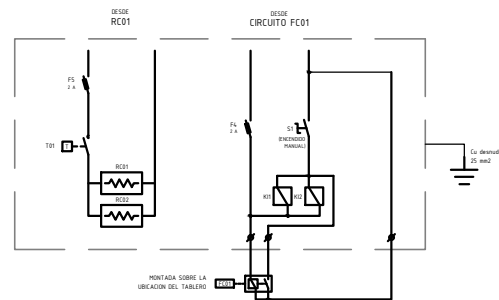 DESDE
RC01
DESDE
CIRCUITO FC01
F5
2 A
F4
2 A
S1
(ENCENDIDO
MANUAL)
T01
T
RC01
RC02
KI1
KI2
Cu desnud
25 mm2
MONTADA SOBRE LA
UBICACION DEL TABLERO
FC01